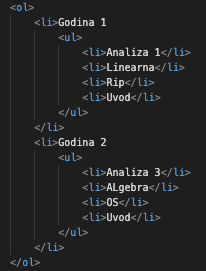 <ol>
<li>Godina 1
<ul>
<li>Analiza 1</li>
<li>Linearna</li>
<li>Rip</li>
<li>Uvod</li>
</ul>
</li>
<li>Godina 2
<ul>
<li>Analiza 3</li>
<li>ALgebra</li>
<li>OS</li>
<li>Uvod</li>
</ul>
</li>
</ol>